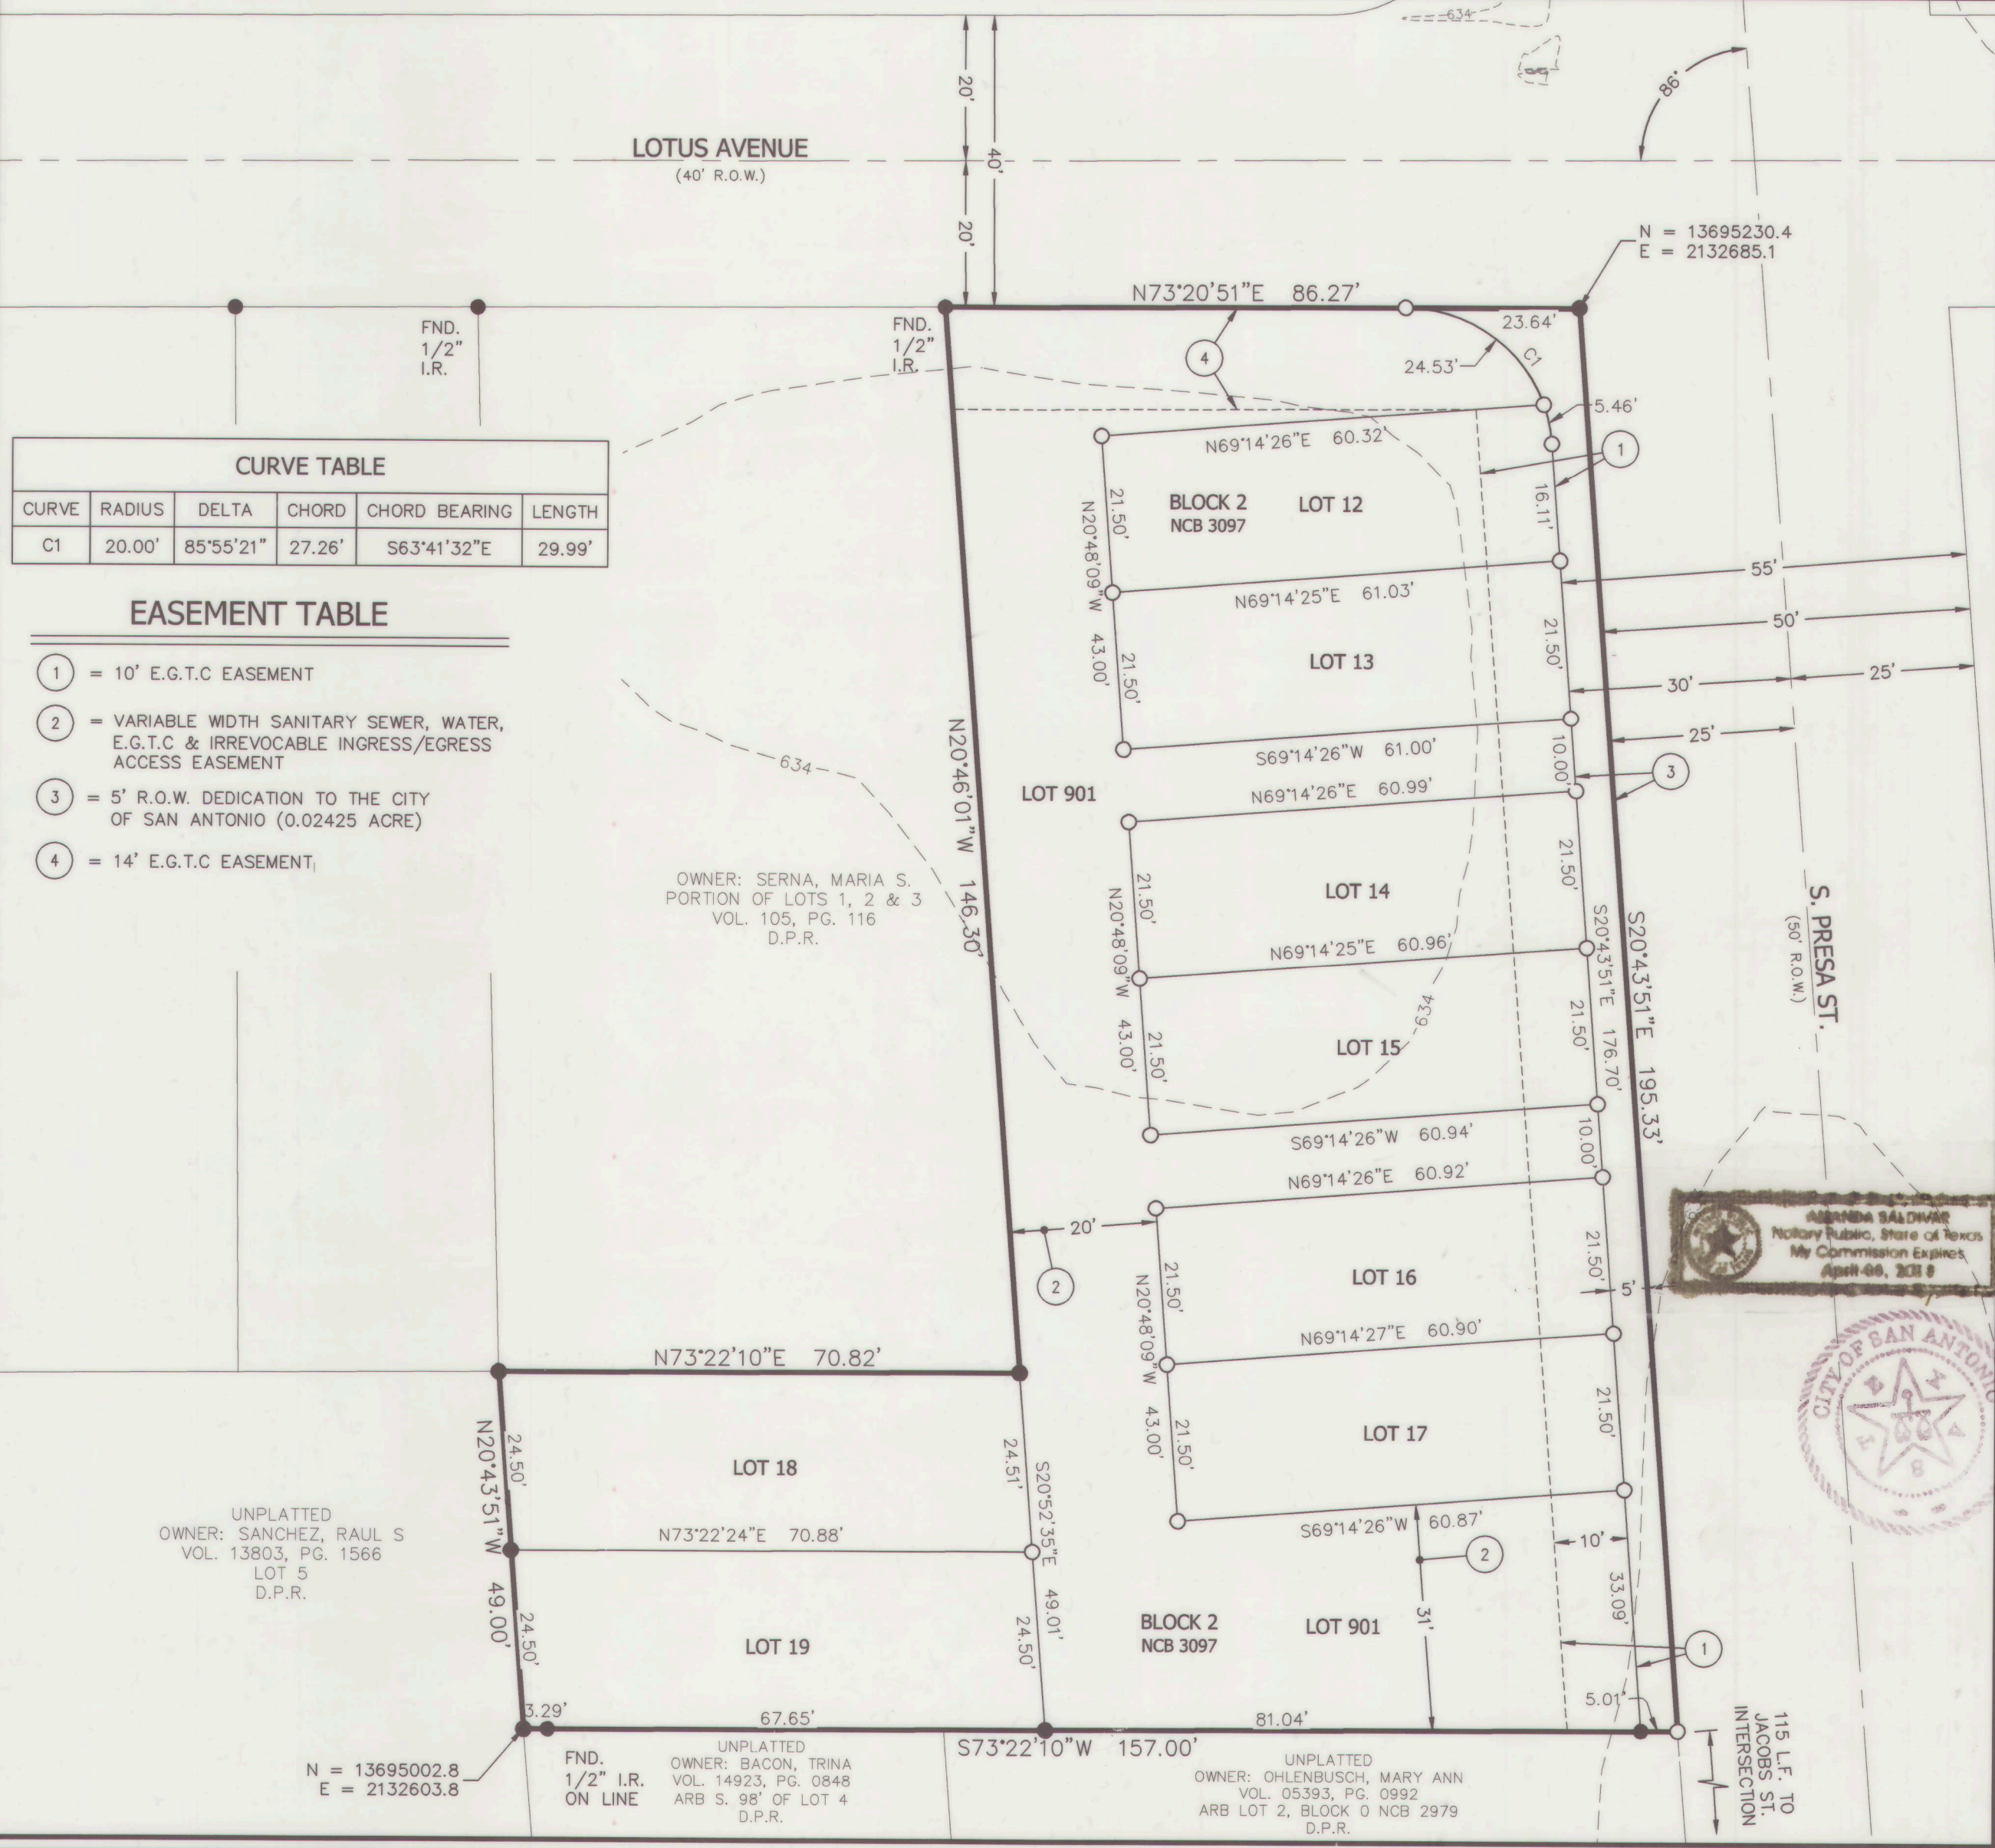 634
86°
20'
40'
20'
LOTUS AVENUE
(40' R.O.W.)
N = 13695230.4
E = 2132685.1
N73°20'51"E 86.27'
FND.
1/2"
I.R.
FND.
1/2"
I.R.
4
23.64'
24.53'
C1
5.46'
1
16.11'
N69°14'26"E 60.32'
CURVE TABLE
CURVE RADIUS DELTA CHORD CHORD BEARING LENGTH
C1 20.00' 85°55'21" 27.26' S63°41'32"E 29.99'
EASEMENT TABLE
1 = 10' E.G.T.C EASEMENT
2 = VARIABLE WIDTH SANITARY SEWER, WATER,
E.G.T.C & IRREVOCABLE INGRESS/EGRESS
ACCESS EASEMENT
3 = 5' R.O.W. DEDICATION TO THE CITY
OF SAN ANTONIO (0.02425 ACRE)
4 = 14' E.G.T.C EASEMENT
BLOCK 2
NCB 3097
LOT 12
21.50'
N20°48'09"W 43.00'
N69°14'25"E 61.03'
55'
50'
30'
25'
25'
LOT 13
21.50'
21.50'
S69°14'26"W 61.00'
10.00'
3
634
LOT 901
N69°14'26"E 60.99'
N20°46'01"W 146.30'
OWNER: SERNA, MARIA S.
PORTION OF LOTS 1, 2 & 3
VOL. 105, PG. 116
D.P.R.
LOT 14
21.50'
21.50'
N20°48'09"W 43.00'
N69°14'25"E 60.96'
S20°43'51"E 176.70'
S20°43'51"E 195.33'
S. PRESA ST.
(50' R.O.W.)
634
LOT 15
21.50'
21.50'
S69°14'26"W 60.94'
10.00'
N69°14'26"E 60.92'
20'
2
LOT 16
21.50'
21.50'
N20°48'09"W 43.00'
5'
AMANDA SALDIVAR
Notary Public, State of Texas
My Commission Expires
CITY OF SAN ANTONIO
N69°14'27"E 60.90'
LOT 17
21.50'
21.50'
S69°14'26"W 60.87'
N73°22'10"E 70.82'
N20°43'51"W 49.00'
24.50'
LOT 18
24.51'
S20°52'35"E 49.01'
N73°22'24"E 70.88'
24.50'
LOT 19
24.50'
UNPLATTED
OWNER: SANCHEZ, RAUL S
VOL. 13803, PG. 1566
LOT 5
D.P.R.
BLOCK 2
NCB 3097
LOT 901
31'
2
10'
33.09'
1
5.01'
3.29'
67.65'
81.04'
S73°22'10"W 157.00'
N = 13695002.8
E = 2132603.8
FND.
1/2" I.R.
ON LINE
UNPLATTED
OWNER: BACON, TRINA
VOL. 14923, PG. 0848
ARB S. 98' OF LOT 4
D.P.R.
UNPLATTED
OWNER: OHLENBUSCH, MARY ANN
VOL. 05393, PG. 0992
ARB LOT 2, BLOCK 0 NCB 2979
D.P.R.
115 L.F. TO
JACOBS ST.
INTERSECTION